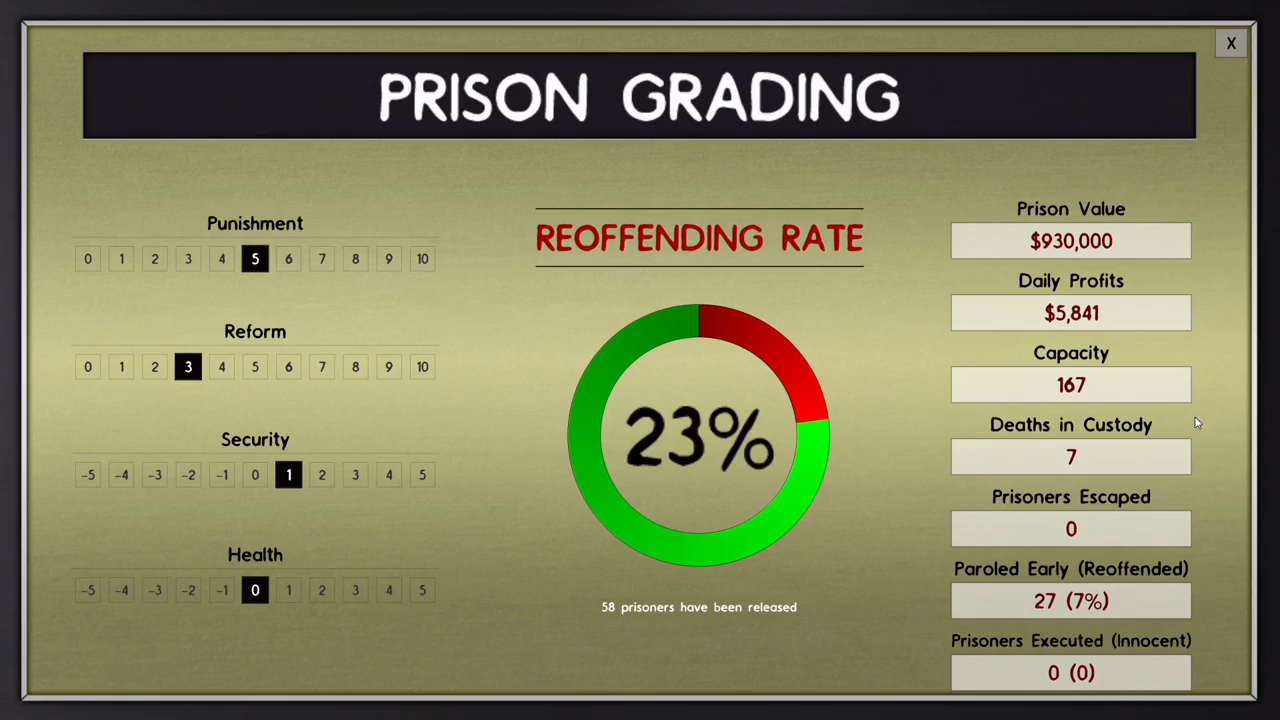 X
PRISON GRADING
Punishment
0 1 2 3 4 5 6 7 8 9 10
Reform
0 1 2 3 4 5 6 7 8 9 10
Security
-5 -4 -3 -2 -1 0 1 2 3 4 5
Health
-5 -4 -3 -2 -1 0 1 2 3 4 5
REOFFENDING RATE
23%
58 prisoners have been released
Prison Value
$930,000
Daily Profits
$5,841
Capacity
167
Deaths in Custody
7
Prisoners Escaped
0
Paroled Early (Reoffended)
27 (7%)
Prisoners Executed (Innocent)
0 (0)